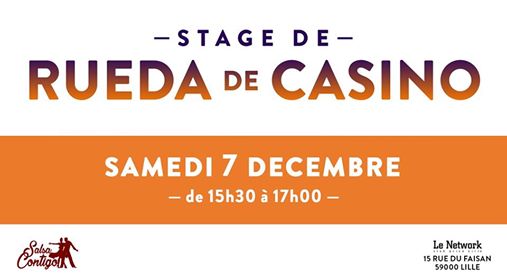 — STAGE DE —
RUEDA DE CASINO
SAMEDI 7 DECEMBRE
— de 15h30 à 17h00 —
Salsa
Contigo!
Le Network
15 RUE DU FAISAN
59000 LILLE